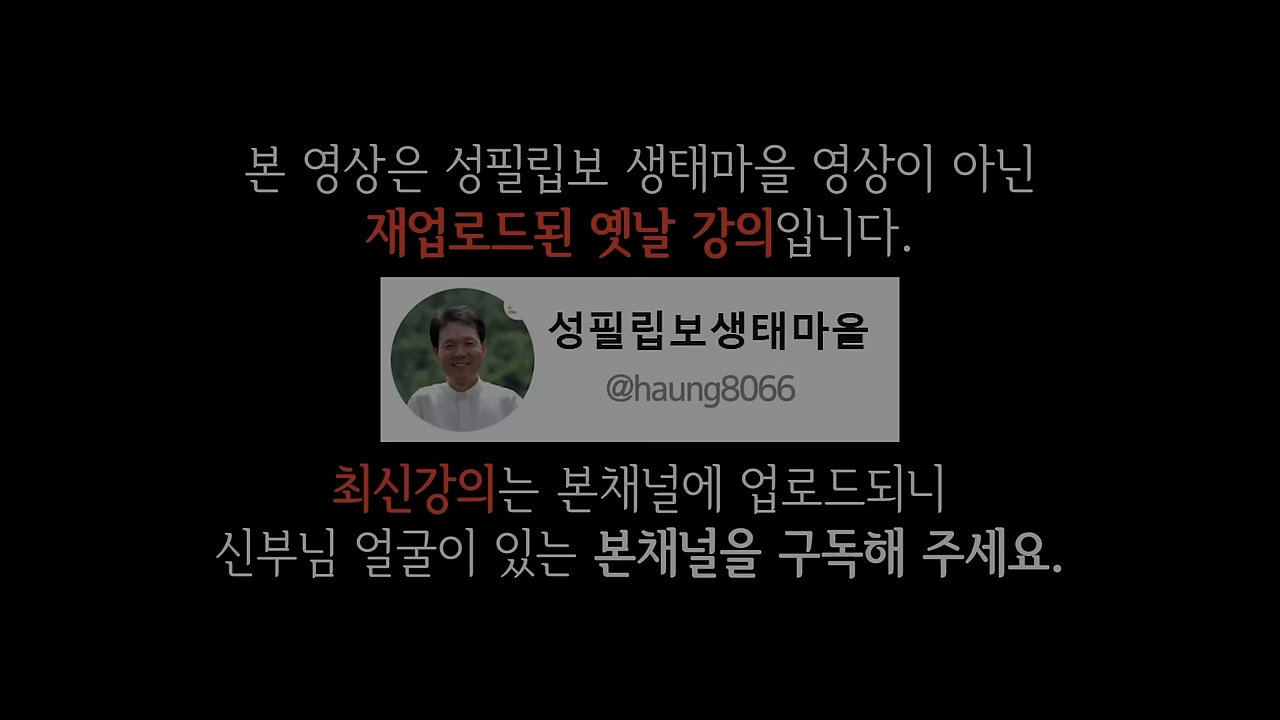 본 영상은 성필립보 생태마을 영상이 아닌
재업로드된 옛날 강의입니다.
성필립보생태마을
@haung8066
최신강의는 본채널에 업로드되니
신부님 얼굴이 있는 본채널을 구독해 주세요.